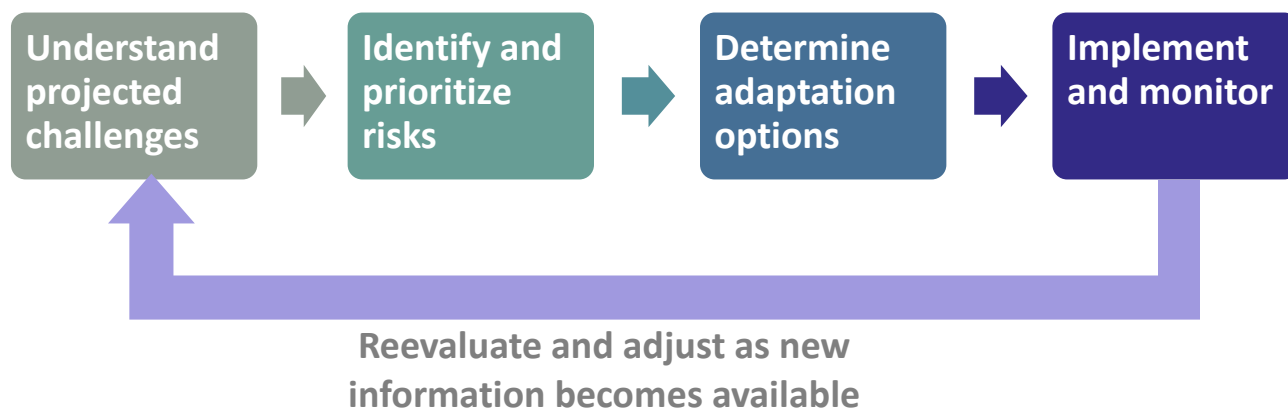 Understand
projected
challenges
Identify and
prioritize
risks
Determine
adaptation
options
Implement
and monitor
Reevaluate and adjust as new
information becomes available